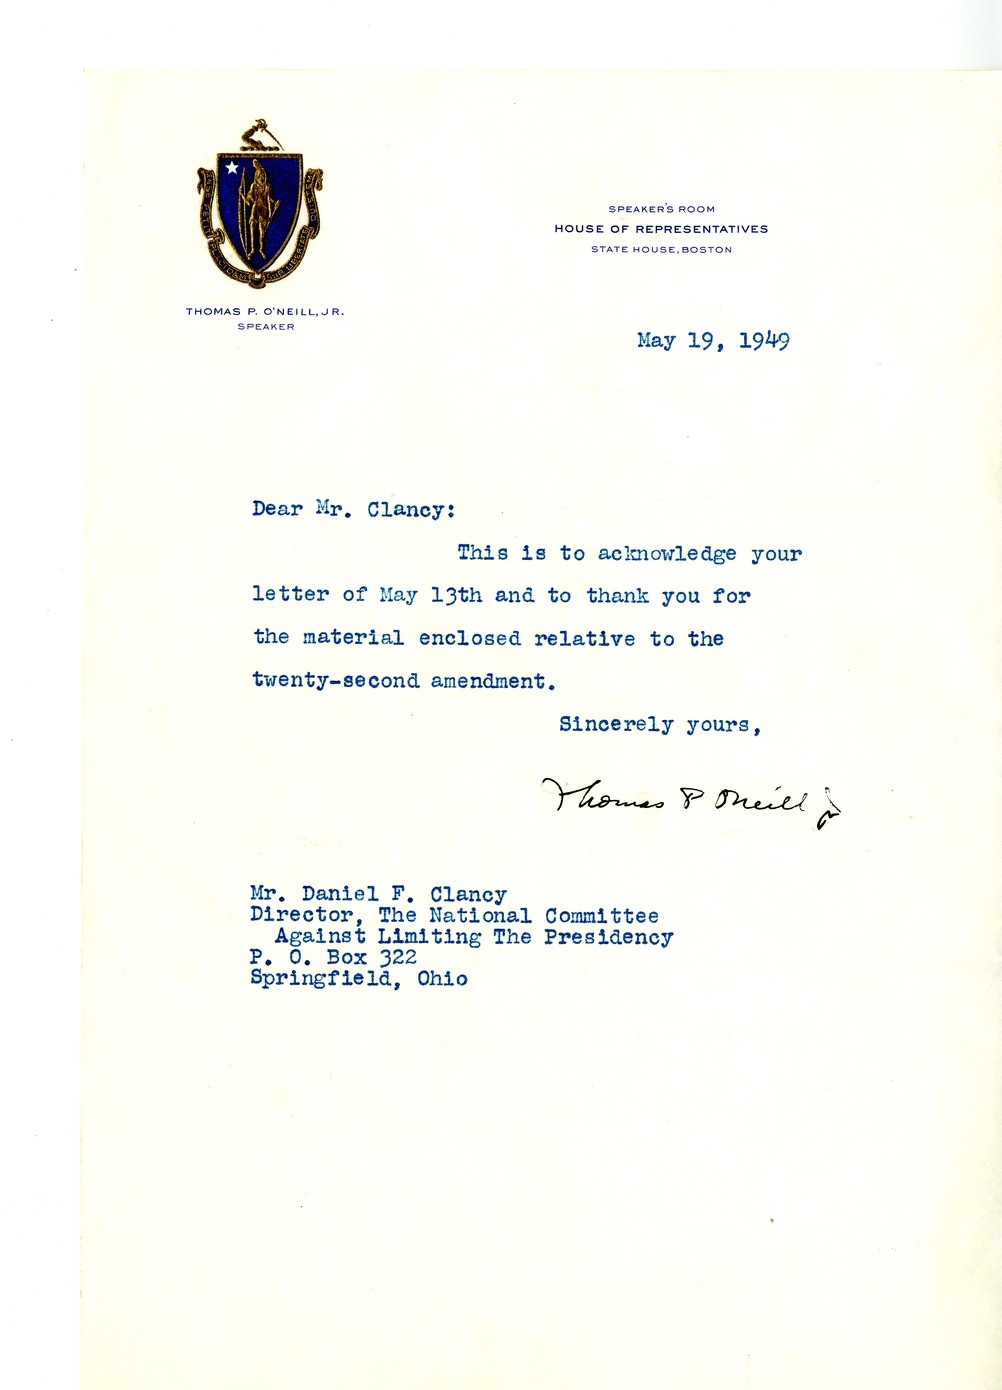 THOMAS P. O'NEILL, JR.
SPEAKER
SPEAKER'S ROOM
HOUSE OF REPRESENTATIVES
STATE HOUSE, BOSTON
May 19, 1949
Dear Mr. Clancy:
This is to acknowledge your
letter of May 13th and to thank you for
the material enclosed relative to the
twenty-second amendment.
Sincerely yours,
Thomas P O'Neill Jr
Mr. Daniel F. Clancy
Director, The National Committee
Against Limiting The Presidency
P. O. Box 322
Springfield, Ohio